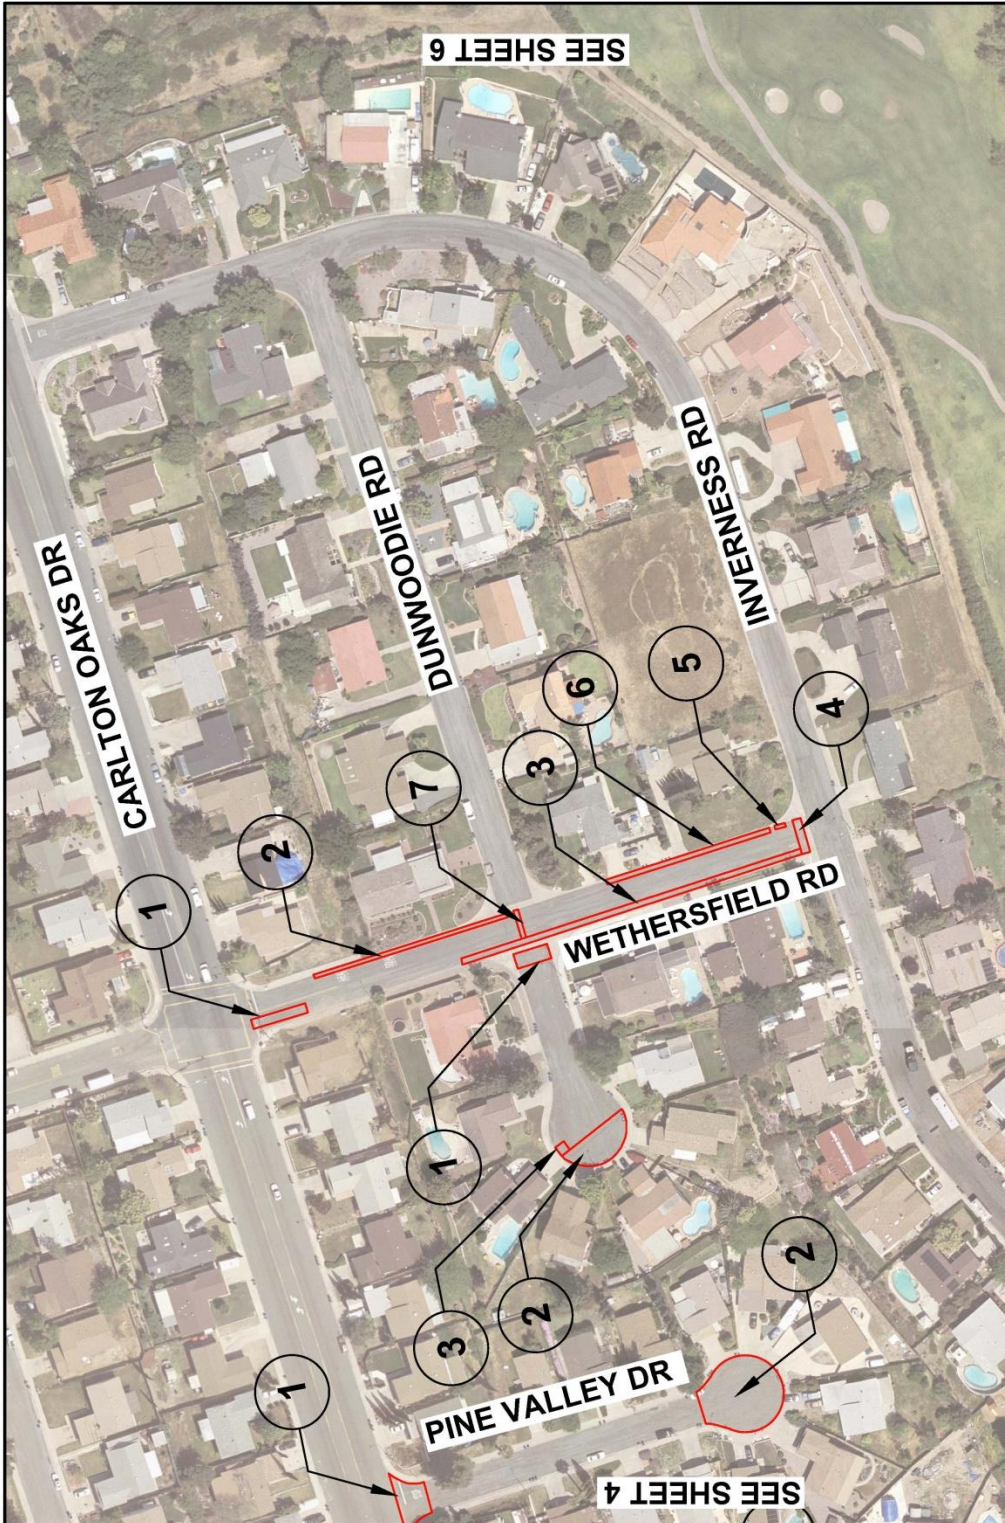 SEE SHEET 6
CARLTON OAKS DR
DUNWOODIE RD
INVERNESS RD
1
2
7
3
6
5
4
WETHERSFIELD RD
1
3
2
2
1
PINE VALLEY DR
SEE SHEET 4